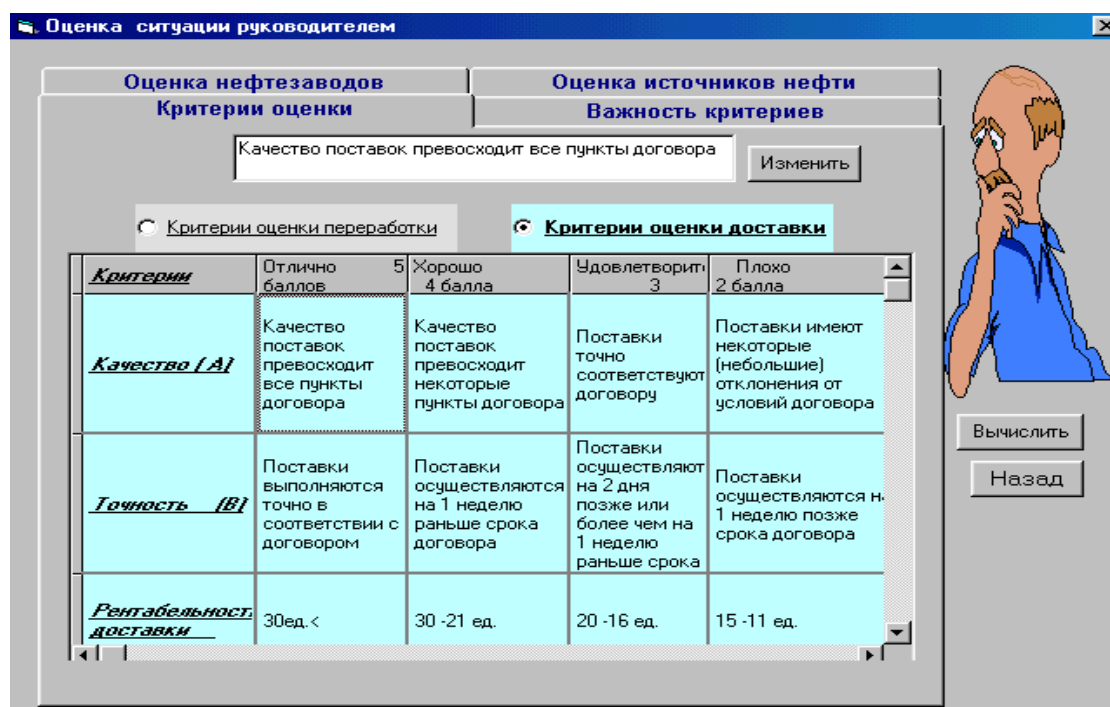 Оценка ситуации руководителем
Оценка нефтезаводов
Оценка источников нефти
Критерии оценки
Важность критериев
Качество поставок превосходит все пункты договора
Изменить
Критерии оценки переработки
Критерии оценки доставки
Критерии
Отлично 5
баллов
Хорошо
4 балла
Удовлетворит
3
Плохо
2 балла
Качество (A)
Качество
поставок
превосходит
все пункты
договора
Качество
поставок
превосходит
некоторые
пункты договора
Поставки
точно
соответствуют
договору
Поставки имеют
некоторые
(небольшие)
отклонения от
условий договора
Точность (B)
Поставки
выполняются
точно в
соответствии с
договором
Поставки
осуществляются
на 1 неделю
раньше срока
договора
Поставки
осуществляют
на 2 дня
позже или
более чем на
1 неделю
раньше срока
Поставки
осуществляются н
1 неделю позже
срока договора
Рентабельност
доставки
30ед.<
30 -21 ед.
20 -16 ед.
15 -11 ед.
Вычислить
Назад